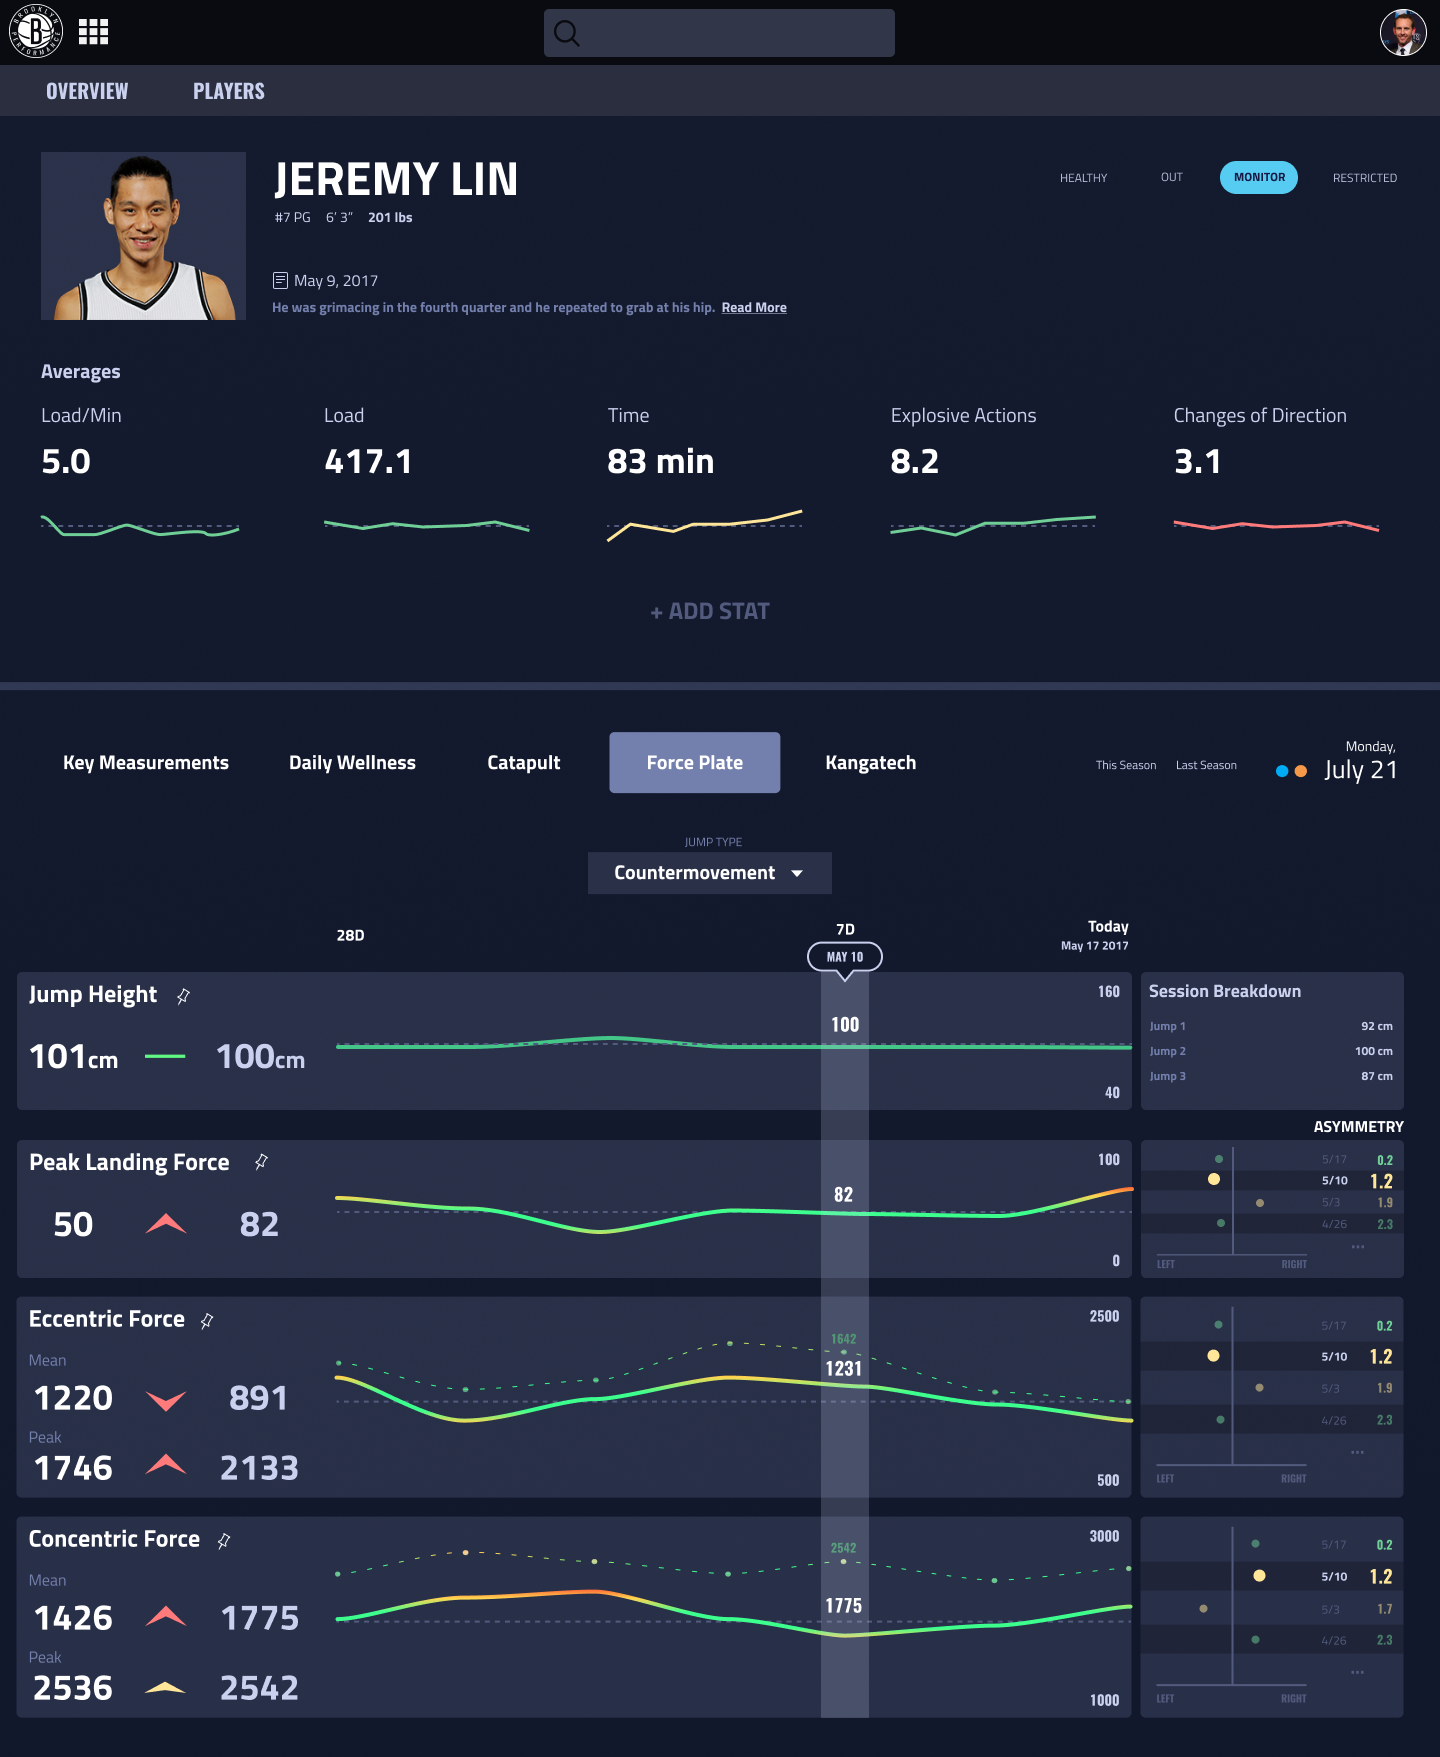 BROOKLYN
B
PERFORMANCE
OVERVIEW PLAYERS
JEREMY LIN
#7 PG 6’ 3” 201 lbs
HEALTHY OUT MONITOR RESTRICTED
May 9, 2017
He was grimacing in the fourth quarter and he repeated to grab at his hip. Read More
Averages
Load/Min Load Time Explosive Actions Changes of Direction
5.0 417.1 83 min 8.2 3.1
+ ADD STAT
Key Measurements Daily Wellness Catapult Force Plate Kangatech
This Season Last Season
Monday,
July 21
JUMP TYPE
Countermovement
28D 7D Today
May 17 2017
MAY 10
Jump Height
101cm 100cm
160
100
40
Session Breakdown
Jump 1 92 cm
Jump 2 100 cm
Jump 3 87 cm
ASYMMETRY
Peak Landing Force
50 82
100
82
0
5/17 0.2
5/10 1.2
5/3 1.9
4/26 2.3
...
LEFT RIGHT
Eccentric Force
Mean
1220 891
Peak
1746 2133
2500
1642
1231
500
5/17 0.2
5/10 1.2
5/3 1.9
4/26 2.3
...
LEFT RIGHT
Concentric Force
Mean
1426 1775
Peak
2536 2542
3000
2542
1775
1000
5/17 0.2
5/10 1.2
5/3 1.7
4/26 2.3
...
LEFT RIGHT